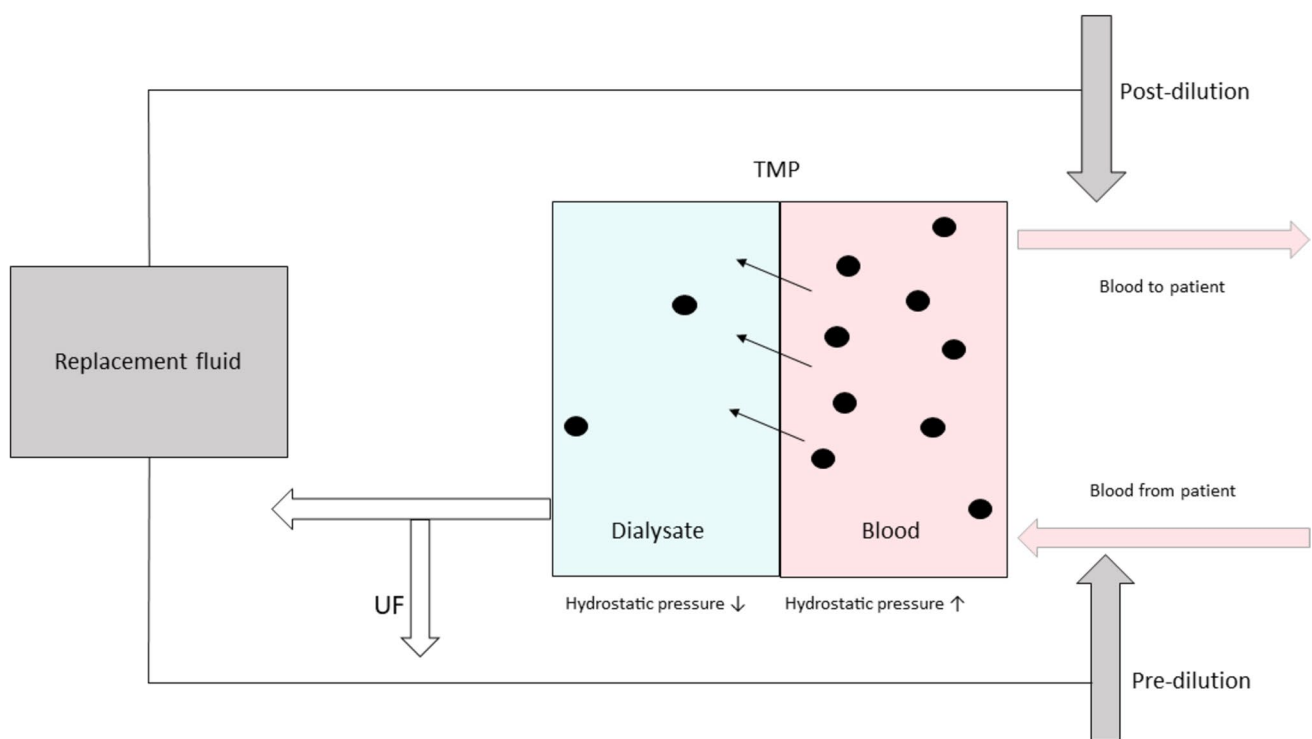 Post-dilution
TMP
Blood to patient
Replacement fluid
Blood from patient
Dialysate
Blood
Hydrostatic pressure ↓
Hydrostatic pressure ↑
UF
Pre-dilution